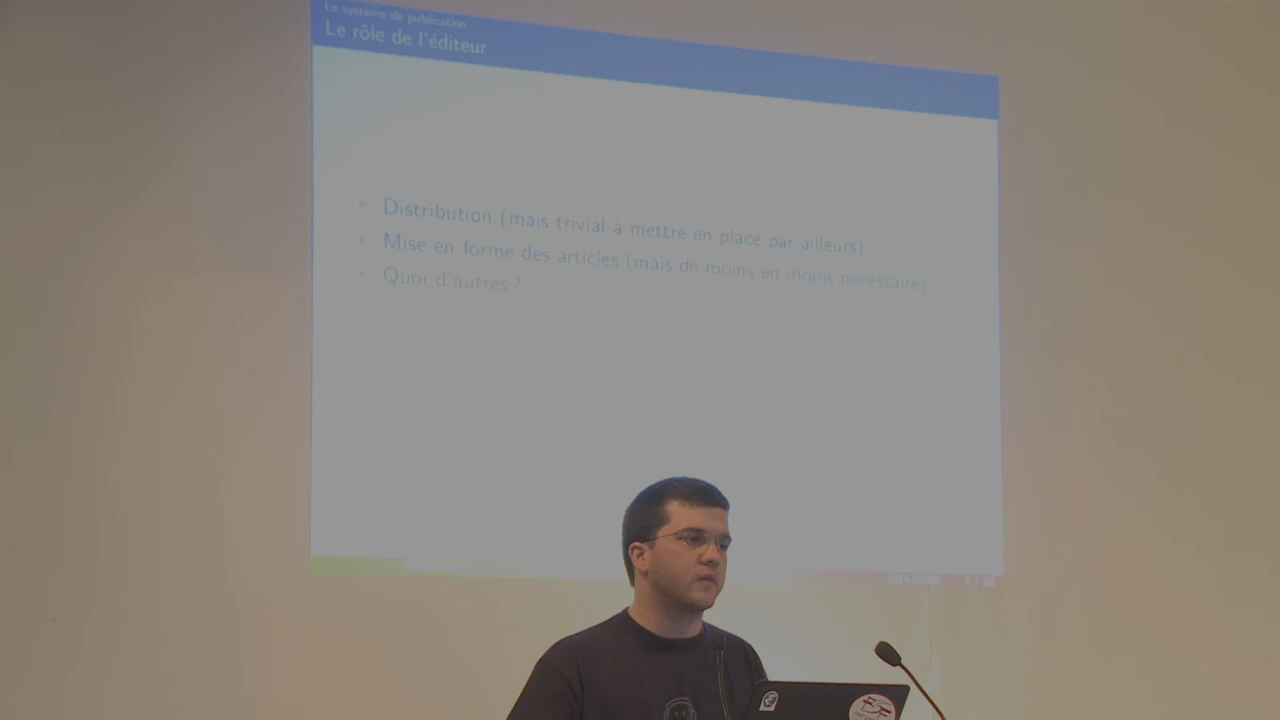 Le système de publication
Le rôle de l'éditeur
Distribution (mais trivial à mettre en place par ailleurs)
Mise en forme des articles (mais de moins en moins necessaire)
Quoi d'autres ?